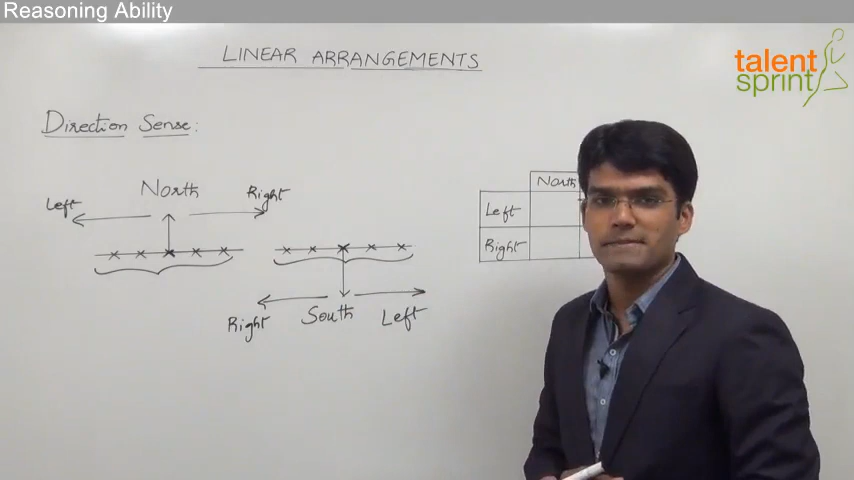 Reasoning Ability
LINEAR ARRANGEMENTS
talent
sprint
Direction Sense:
North
Left
Right
Right
South
Left
North
Left
Right